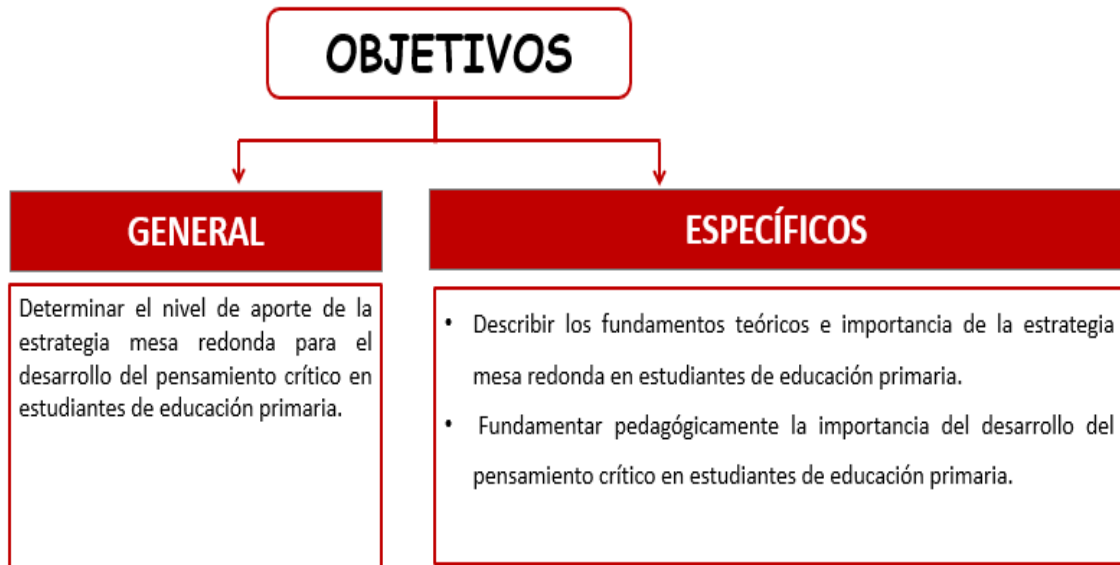 OBJETIVOS
GENERAL
Determinar el nivel de aporte de la
estrategia mesa redonda para el
desarrollo del pensamiento crítico en
estudiantes de educación primaria.
ESPECÍFICOS
• Describir los fundamentos teóricos e importancia de la estrategia
mesa redonda en estudiantes de educación primaria.
• Fundamentar pedagógicamente la importancia del desarrollo del
pensamiento crítico en estudiantes de educación primaria.